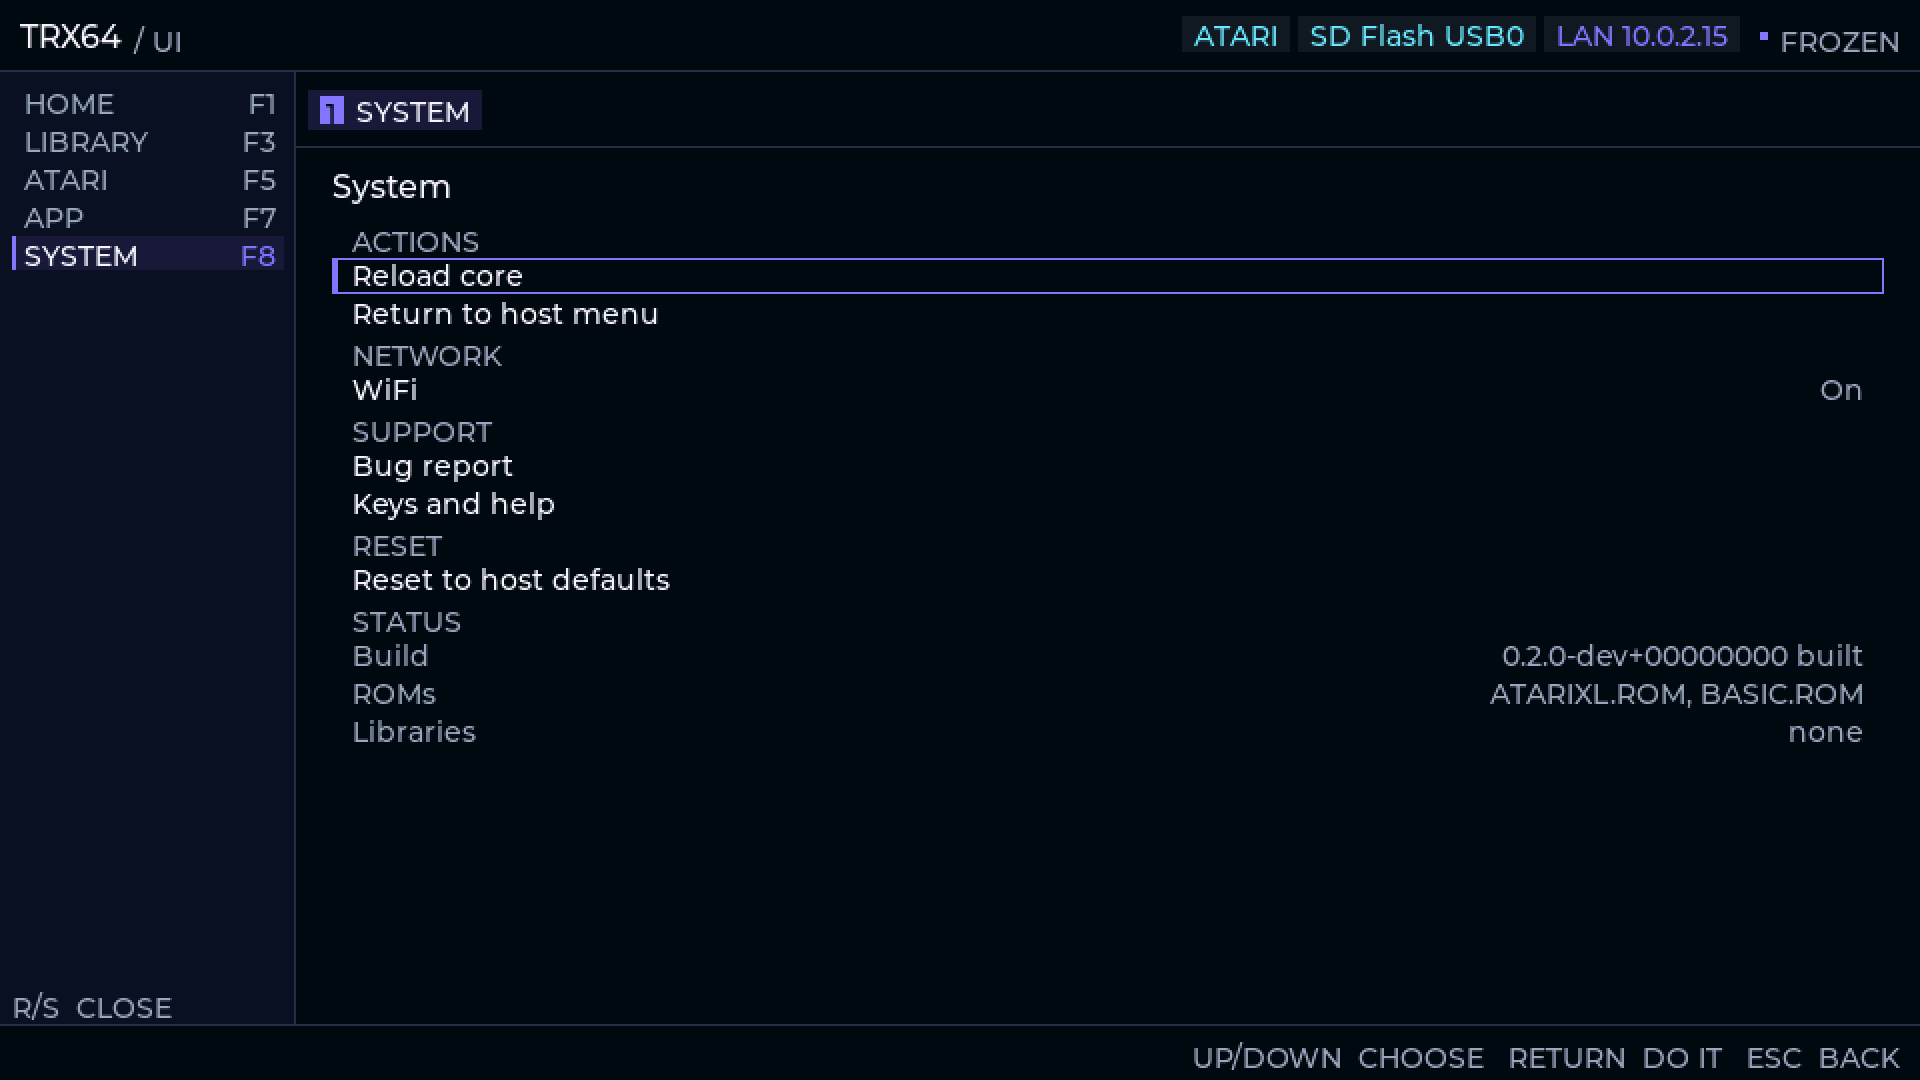 TRX64 / UI
ATARI SD Flash USB0 LAN 10.0.2.15 FROZEN
HOME F1
LIBRARY F3
ATARI F5
APP F7
SYSTEM F8
R/S CLOSE
1 SYSTEM
System
ACTIONS
Reload core
Return to host menu
NETWORK
WiFi On
SUPPORT
Bug report
Keys and help
RESET
Reset to host defaults
STATUS
Build 0.2.0-dev+00000000 built
ROMs ATARIXL.ROM, BASIC.ROM
Libraries none
UP/DOWN CHOOSE RETURN DO IT ESC BACK